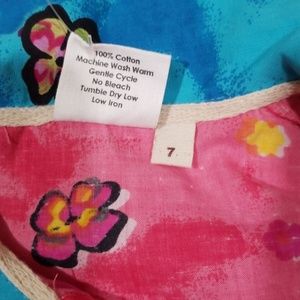 100% Cotton
Machine Wash Warm
Gentle Cycle
No Bleach
Tumble Dry Low
Low Iron
7